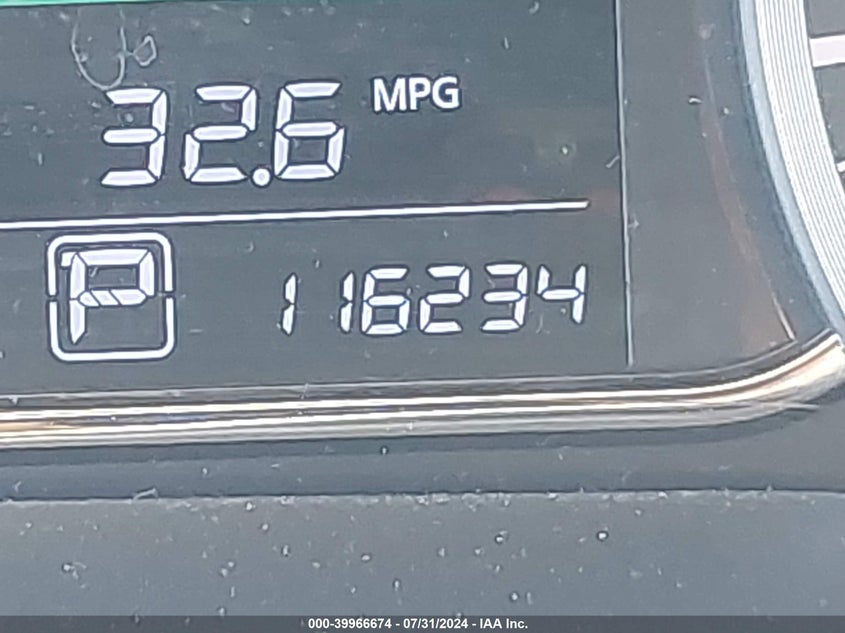 32.6 MPG
P 116234
000-39966674 - 07/31/2024 - IAA Inc.